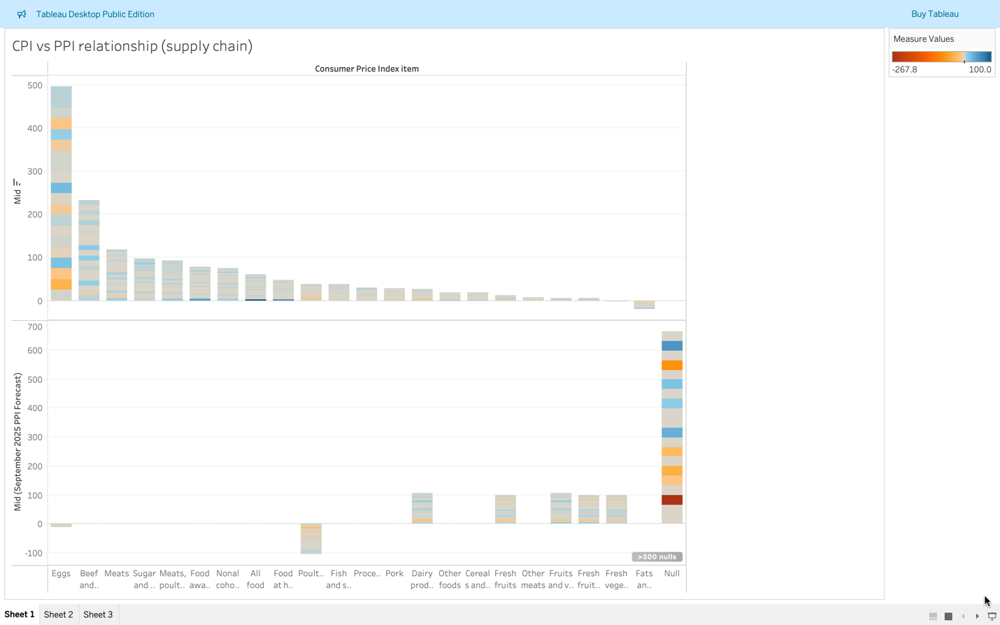 Tableau Desktop Public Edition
Buy Tableau
CPI vs PPI relationship (supply chain)
Measure Values
-267.8 100.0
Consumer Price Index item
500
400
300
200
100
0
Mid
700
600
500
400
300
200
100
0
-100
Mid (September 2025 PPI Forecast)
>300 nulls
Eggs
Beef and..
Meats
Sugar and ..
Meats, poult..
Food awa..
Nonal coho..
All food
Food at h..
Poult..
Fish and s..
Proce..
Pork
Dairy prod..
Other foods
Cereal s and..
Fresh fruits
Other meats
Fruits and v..
Fresh fruit..
Fresh vege..
Fats an..
Null
Sheet 1 Sheet 2 Sheet 3